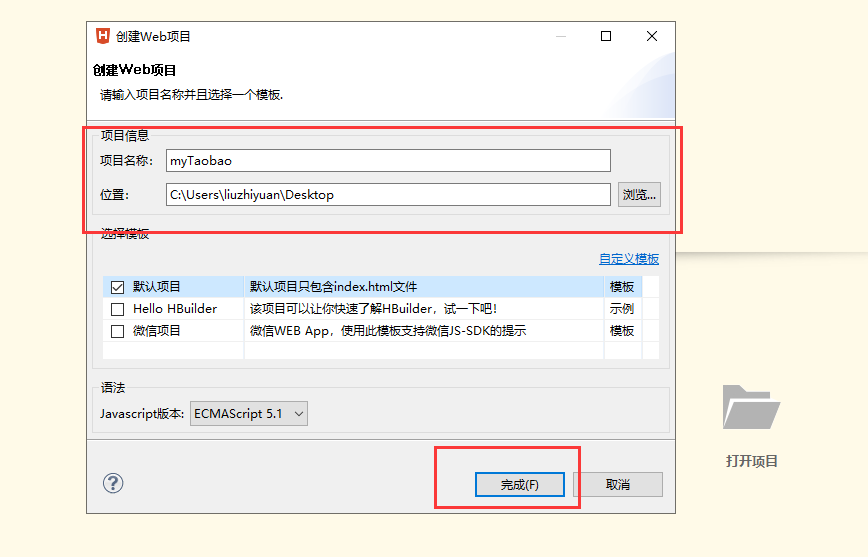 创建Web项目
创建Web项目
请输入项目名称并且选择一个模板.
项目信息
项目名称： myTaobao
位置： C:\Users\liuzhiyuan\Desktop 浏览...
选择模板
自定义模板
默认项目 默认项目只包含index.html文件 模板
Hello HBuilder 该项目可以让你快速了解HBuilder，试一下吧! 示例
微信项目 微信WEB App，使用此模板支持微信JS-SDK的提示 模板
语法
Javascript版本: ECMAScript 5.1
打开项目
? 完成(F) 取消